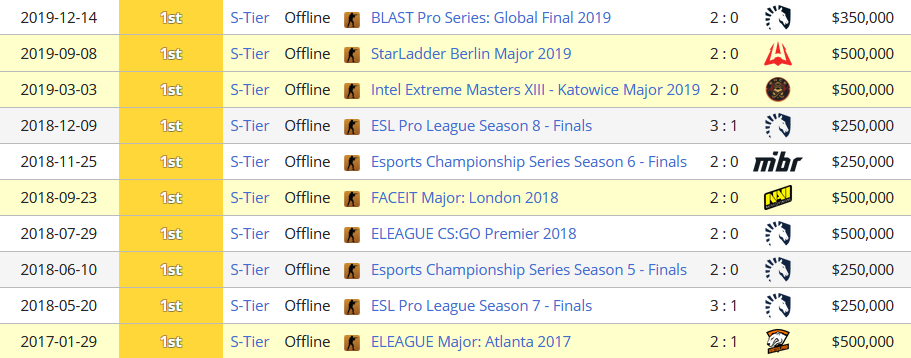 2019-12-14 1st S-Tier Offline BLAST Pro Series: Global Final 2019 2 : 0 $350,000
2019-09-08 1st S-Tier Offline StarLadder Berlin Major 2019 2 : 0 $500,000
2019-03-03 1st S-Tier Offline Intel Extreme Masters XIII - Katowice Major 2019 2 : 0 $500,000
2018-12-09 1st S-Tier Offline ESL Pro League Season 8 - Finals 3 : 1 $250,000
2018-11-25 1st S-Tier Offline Esports Championship Series Season 6 - Finals 2 : 0 mibr $250,000
2018-09-23 1st S-Tier Offline FACEIT Major: London 2018 2 : 0 NAVI $500,000
2018-07-29 1st S-Tier Offline ELEAGUE CS:GO Premier 2018 2 : 0 $500,000
2018-06-10 1st S-Tier Offline Esports Championship Series Season 5 - Finals 2 : 0 $250,000
2018-05-20 1st S-Tier Offline ESL Pro League Season 7 - Finals 3 : 1 $250,000
2017-01-29 1st S-Tier Offline ELEAGUE Major: Atlanta 2017 2 : 1 $500,000